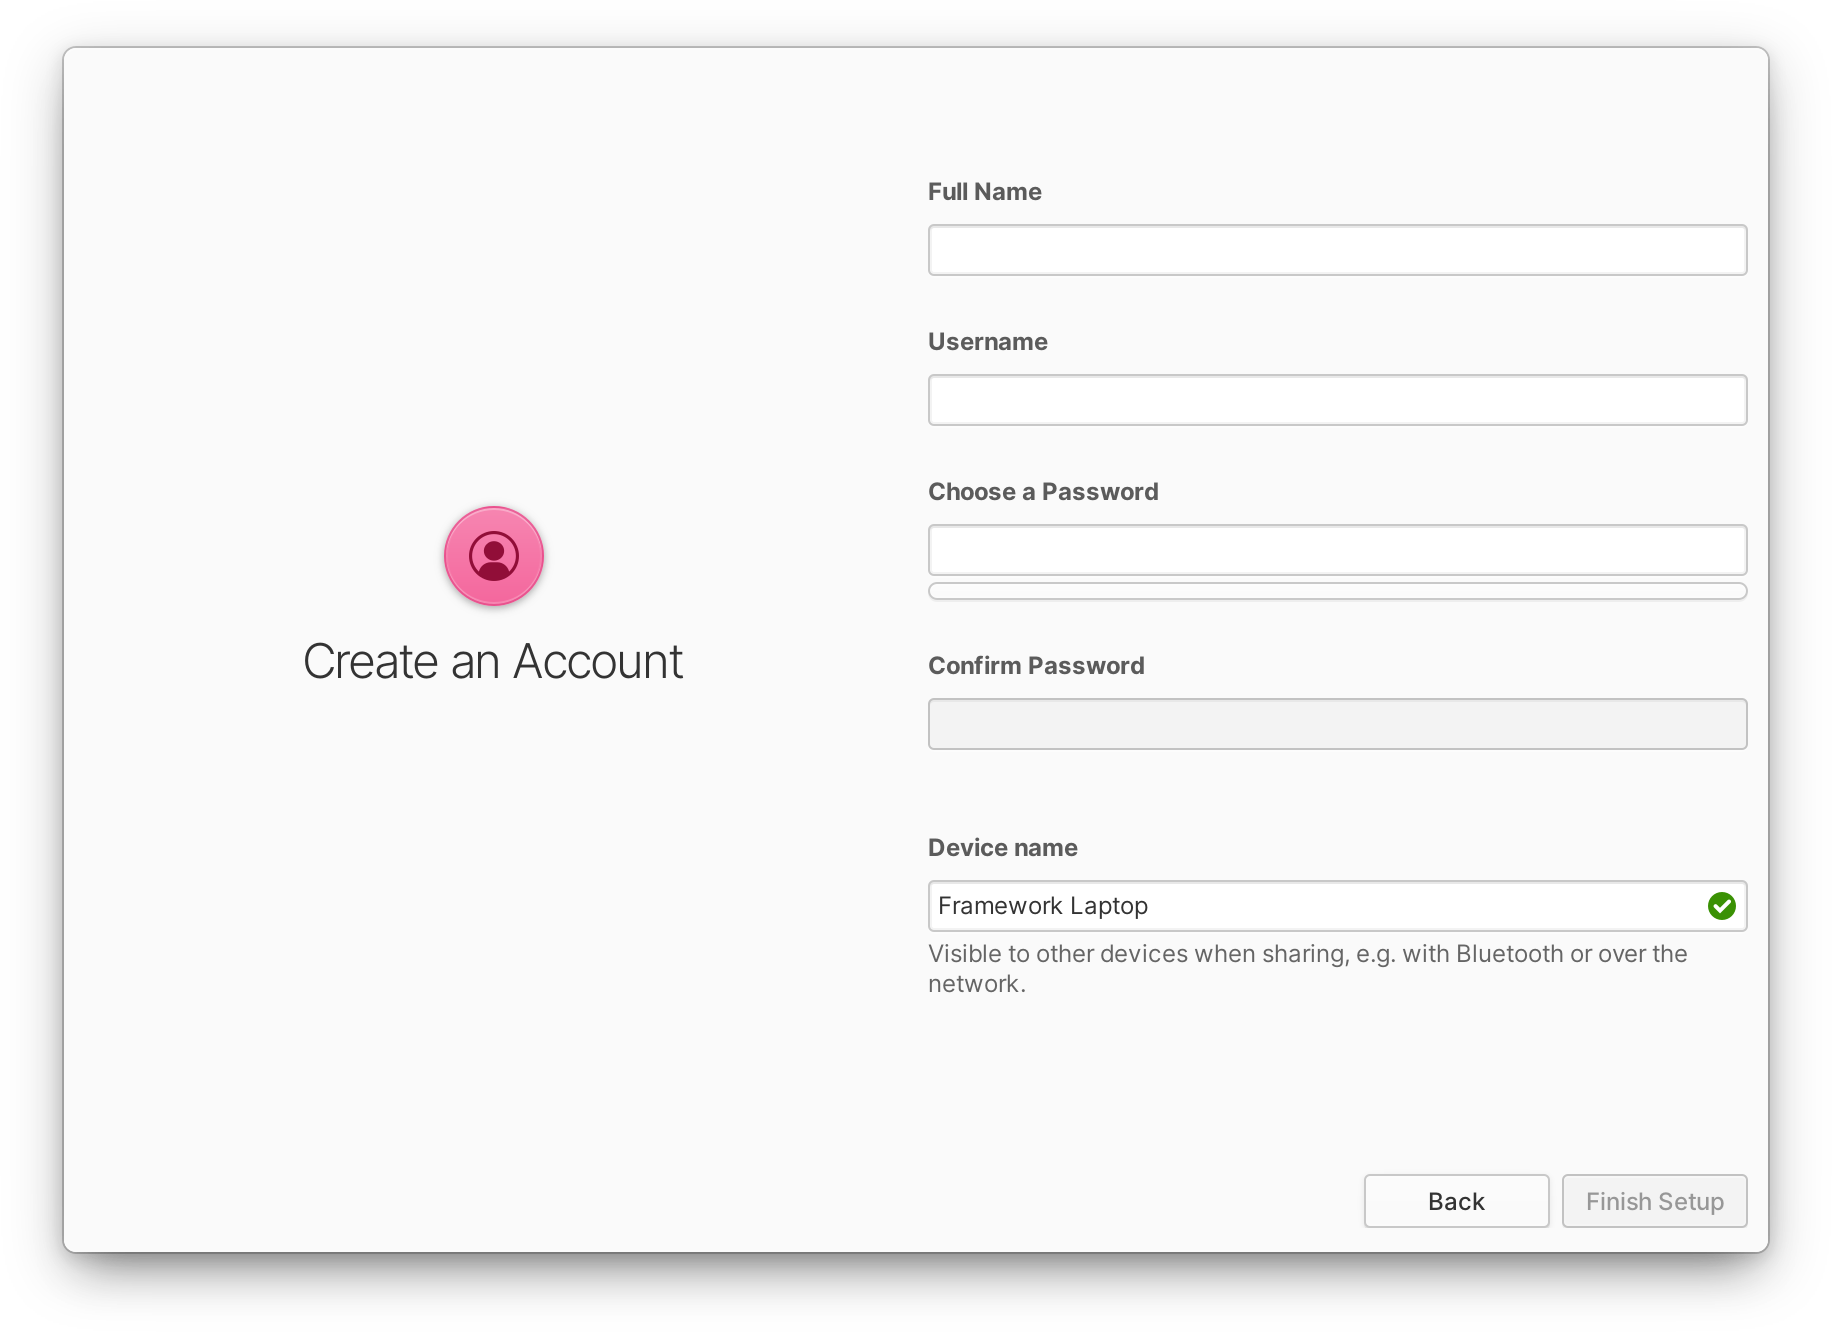 Create an Account
Full Name
Username
Choose a Password
Confirm Password
Device name
Framework Laptop
Visible to other devices when sharing, e.g. with Bluetooth or over the
network.
Back
Finish Setup